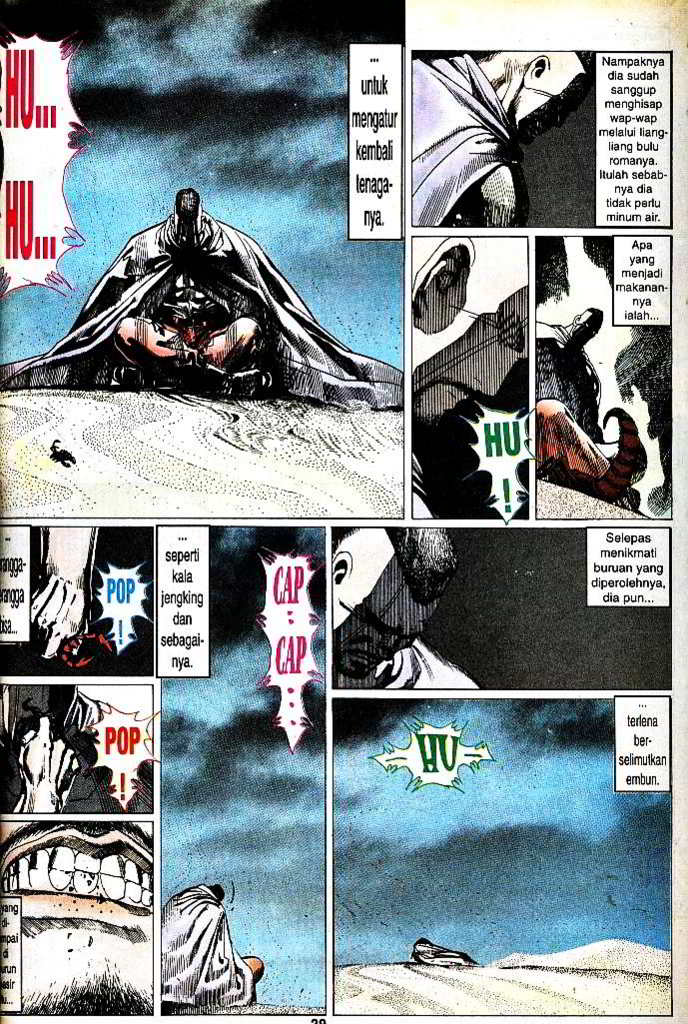 HU...
HU...
...
untuk
mengatur
kembali
tenaga-
nya.
Nampaknya
dia sudah
sanggup
menghisap
wap-wap
melalui liang-
liang bulu
romanya.
Itulah sebab-
nya dia
tidak perlu
minum air.
Apa
yang
menjadi
makanan-
nya
ialah...
HU
!
POP
!
POP
!
yang
di-
...
seperti
kala
jengking
dan
sebagai-
nya.
CAP
CAP
Selepas
menikmati
buruan yang
diperolehnya,
dia pun...
...
terlena
ber-
selimutkan
embun.
HU